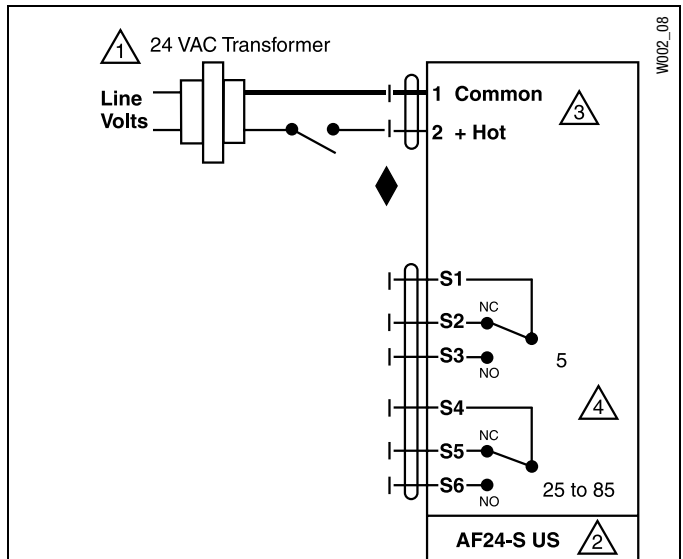 W002_08
1 24 VAC Transformer
Line
Volts
1 Common
3
2 + Hot
S1
NC
S2
S3
NO
5
4
S4
NC
S5
S6
NO
25 to 85
AF24-S US 2